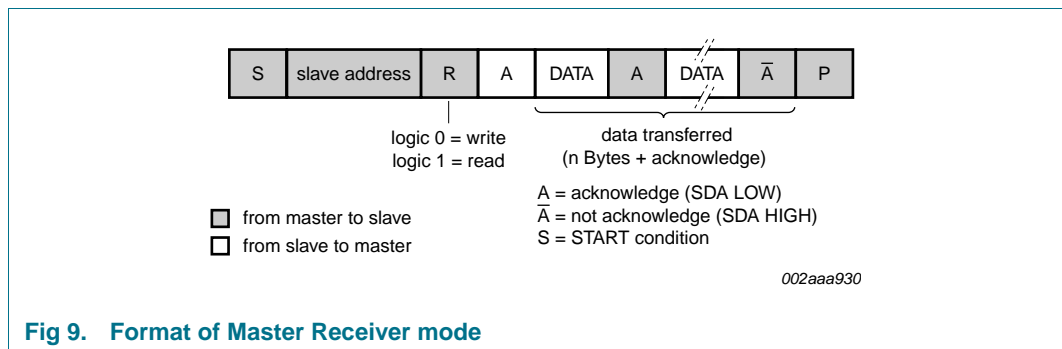 S slave address R A DATA A DATA A̅ P
logic 0 = write
logic 1 = read
data transferred
(n Bytes + acknowledge)
A = acknowledge (SDA LOW)
A̅ = not acknowledge (SDA HIGH)
S = START condition
from master to slave
from slave to master
002aaa930
Fig 9. Format of Master Receiver mode